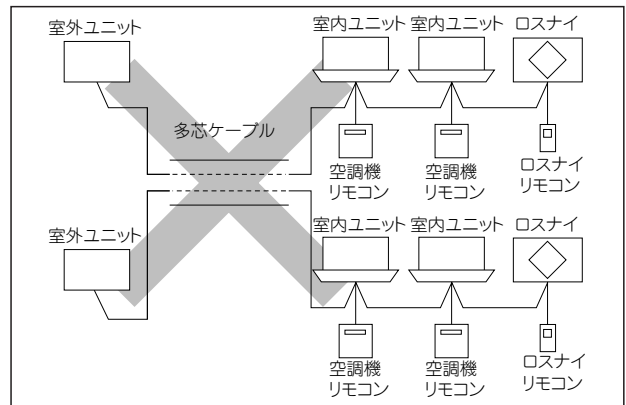 室外ユニット
室内ユニット 室内ユニット ロスナイ
多芯ケーブル
空調機
リモコン
空調機
リモコン
ロスナイ
リモコン
室外ユニット
室内ユニット 室内ユニット ロスナイ
空調機
リモコン
空調機
リモコン
ロスナイ
リモコン